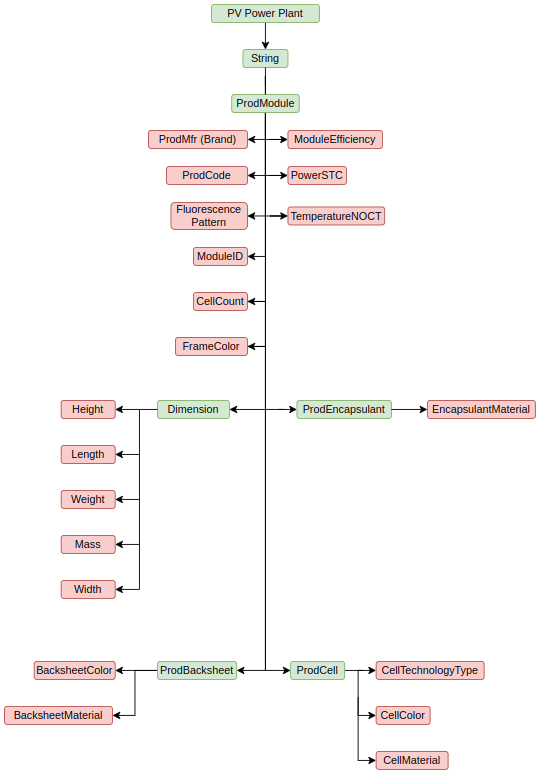 PV Power Plant
String
ProdModule
ProdMfr (Brand)
ModuleEfficiency
ProdCode
PowerSTC
Fluorescence
Pattern
TemperatureNOCT
ModuleID
CellCount
FrameColor
Height
Dimension
ProdEncapsulant
EncapsulantMaterial
Length
Weight
Mass
Width
BacksheetColor
ProdBacksheet
ProdCell
CellTechnologyType
BacksheetMaterial
CellColor
CellMaterial